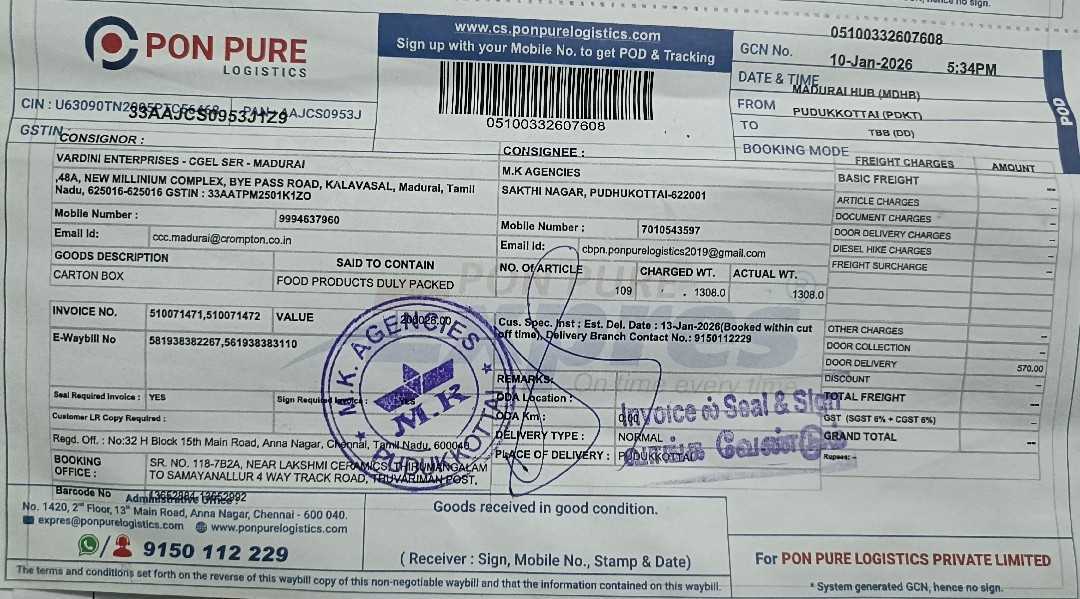 PON PURE
LOGISTICS
www.cs.ponpurelogistics.com
Sign up with your Mobile No. to get POD & Tracking
05100332607608
GCN No. 05100332607608
DATE & TIME 10-Jan-2026 5:34PM
FROM MADURAI HUB (MDHB)
TO PUDUKKOTTAI (PDKT)
BOOKING MODE TBB (DD)
POD
CIN : PAN : AAJCS0953J
GSTIN 33AAJCS0953J1Z9
CONSIGNOR :
VARDINI ENTERPRISES - CGEL SER - MADURAI
,48A, NEW MILLINIUM COMPLEX, BYE PASS ROAD, KALAVASAL, Madurai, Tamil
Nadu, 625016-625016 GSTIN : 33AATPM2501K1ZO
Mobile Number : 9994637960
Email Id: ccc.madurai@crompton.co.in
CONSIGNEE :
M.K AGENCIES
SAKTHI NAGAR, PUDHUKOTTAI-622001
Mobile Number : 7010543597
Email Id: cbpn.ponpurelogistics2019@gmail.com
GOODS DESCRIPTION SAID TO CONTAIN
CARTON BOX FOOD PRODUCTS DULY PACKED
NO. Of ARTICLE CHARGED WT. ACTUAL WT.
109 1308.0 1308.0
INVOICE NO. 510071471,510071472 VALUE
E-Waybill No 581938382267,561938383110
Cus. Spec. Inst : Est. Del. Date : 13-Jan-2026(Booked within cut
off time), Delivery Branch Contact No.: 9150112229
PON PURE
Expres
On time every time
REMARKS:
ODA Location :
ODA Km : 0.00
DELIVERY TYPE : NORMAL
PLACE OF DELIVERY : PUDUKKOTTAI
Seal Required Invoice : YES Sign Required Invoice : YES
Customer LR Copy Required :
Regd. Off. : No:32 H Block 15th Main Road, Anna Nagar, Chennai, Tamil Nadu, 600040
BOOKING OFFICE : SR. NO. 118-7B2A, NEAR LAKSHMI CERAMICS, THIRUMANGALAM
TO SAMAYANALLUR 4 WAY TRACK ROAD, THUVARIMAN POST,
Barcode No
Administrative Office :
No. 1420, 2nd Floor, 13th Main Road, Anna Nagar, Chennai - 600 040.
expres@ponpurelogistics.com www.ponpurelogistics.com
9150 112 229
M.K. AGENCIES
M.K
PUDUKKOTTAI
Invoice ல் Seal & Sign
வாங்க வேண்டும்
FREIGHT CHARGES AMOUNT
BASIC FREIGHT --
ARTICLE CHARGES --
DOCUMENT CHARGES --
DOOR DELIVERY CHARGES --
DIESEL HIKE CHARGES --
FREIGHT SURCHARGE --
OTHER CHARGES --
DOOR COLLECTION --
DOOR DELIVERY 570.00
DISCOUNT --
TOTAL FREIGHT --
GST (SGST 6% + CGST 6%) --
GRAND TOTAL --
Rupees: --
Goods received in good condition.
( Receiver : Sign, Mobile No., Stamp & Date)
For PON PURE LOGISTICS PRIVATE LIMITED
* System generated GCN, hence no sign.
The terms and conditions set forth on the reverse of this waybill copy of this non-negotiable waybill and that the information contained on this waybill.